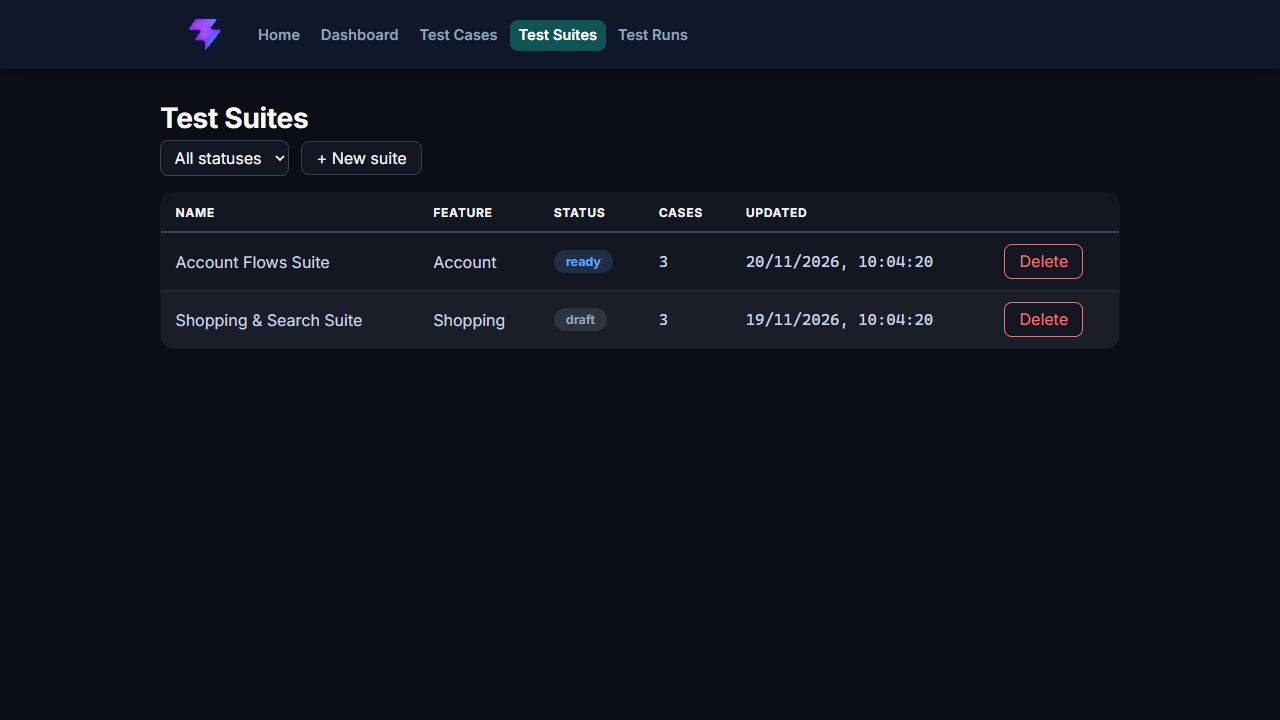 Home Dashboard Test Cases Test Suites Test Runs
Test Suites
All statuses + New suite
NAME FEATURE STATUS CASES UPDATED
Account Flows Suite Account ready 3 20/11/2026, 10:04:20 Delete
Shopping & Search Suite Shopping draft 3 19/11/2026, 10:04:20 Delete